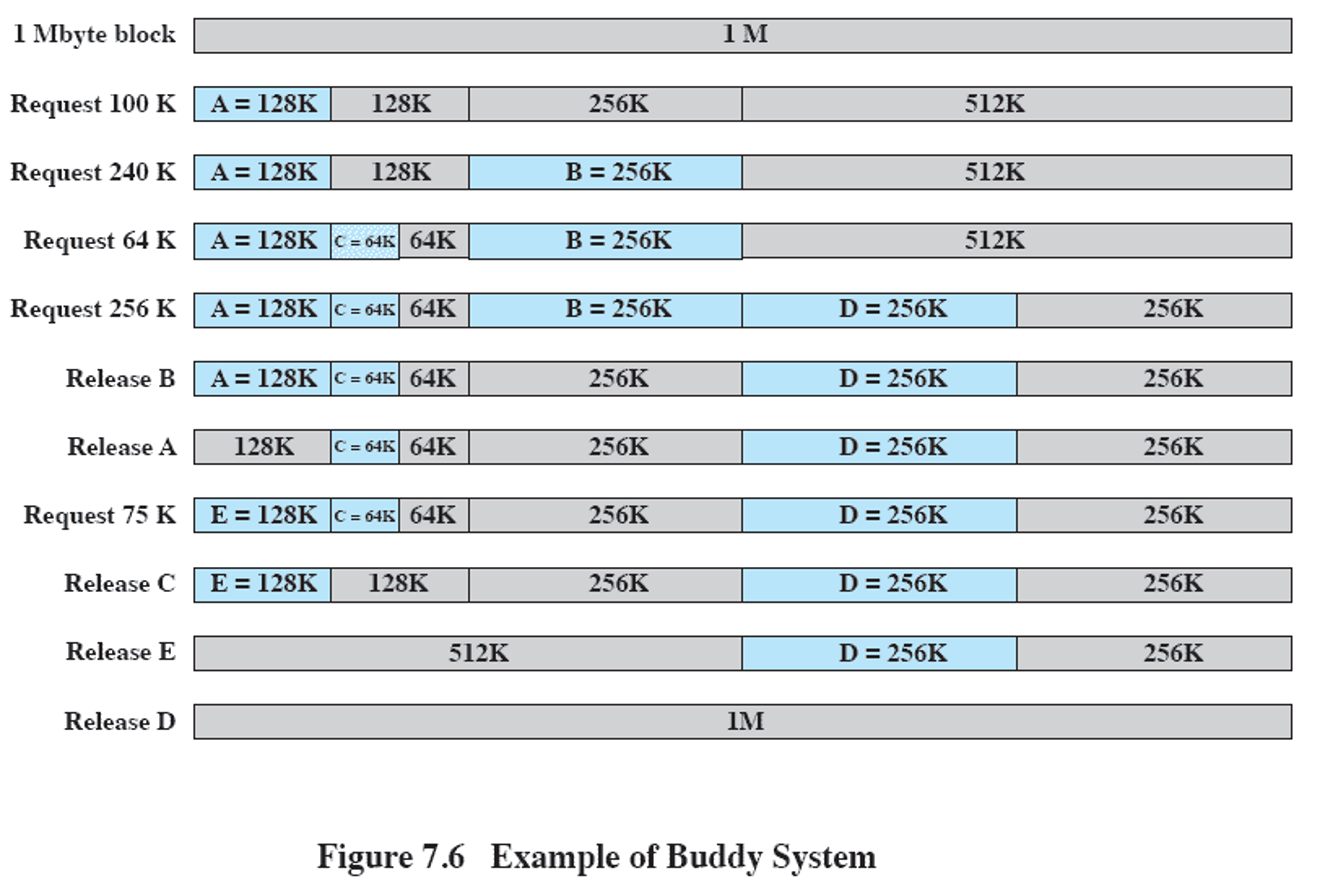 1 Mbyte block 1 M
Request 100 K A = 128K 128K 256K 512K
Request 240 K A = 128K 128K B = 256K 512K
Request 64 K A = 128K C = 64K 64K B = 256K 512K
Request 256 K A = 128K C = 64K 64K B = 256K D = 256K 256K
Release B A = 128K C = 64K 64K 256K D = 256K 256K
Release A 128K C = 64K 64K 256K D = 256K 256K
Request 75 K E = 128K C = 64K 64K 256K D = 256K 256K
Release C E = 128K 128K 256K D = 256K 256K
Release E 512K D = 256K 256K
Release D 1M
Figure 7.6 Example of Buddy System